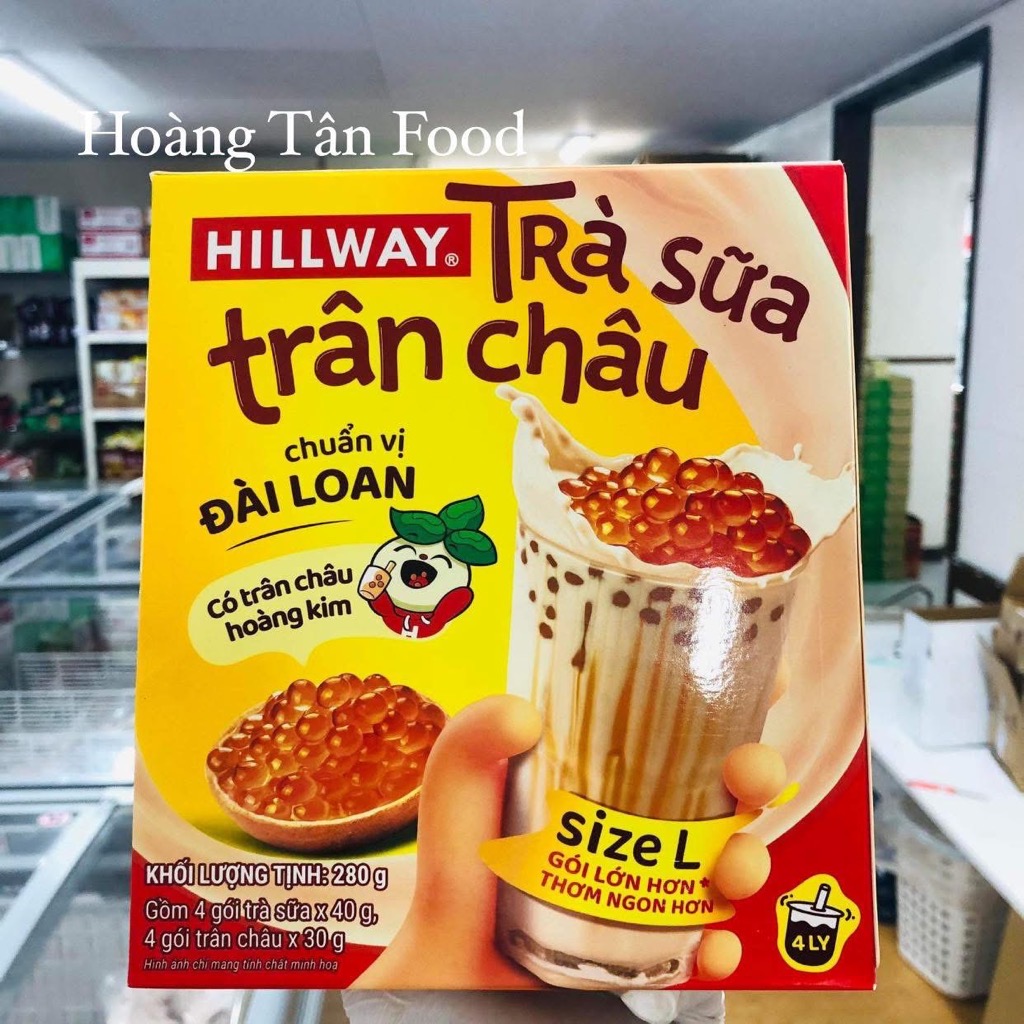 Hoàng Tân Food
HILLWAY®
Trà sữa
trân châu
chuẩn vị
ĐÀI LOAN
Có trân châu
hoàng kim
size L
GÓI LỚN HƠN*
THƠM NGON HƠN
KHỐI LƯỢNG TỊNH: 280 g
Gồm 4 gói trà sữa x 40 g,
4 gói trân châu x 30 g
Hình ảnh chỉ mang tính chất minh họa
4 LY